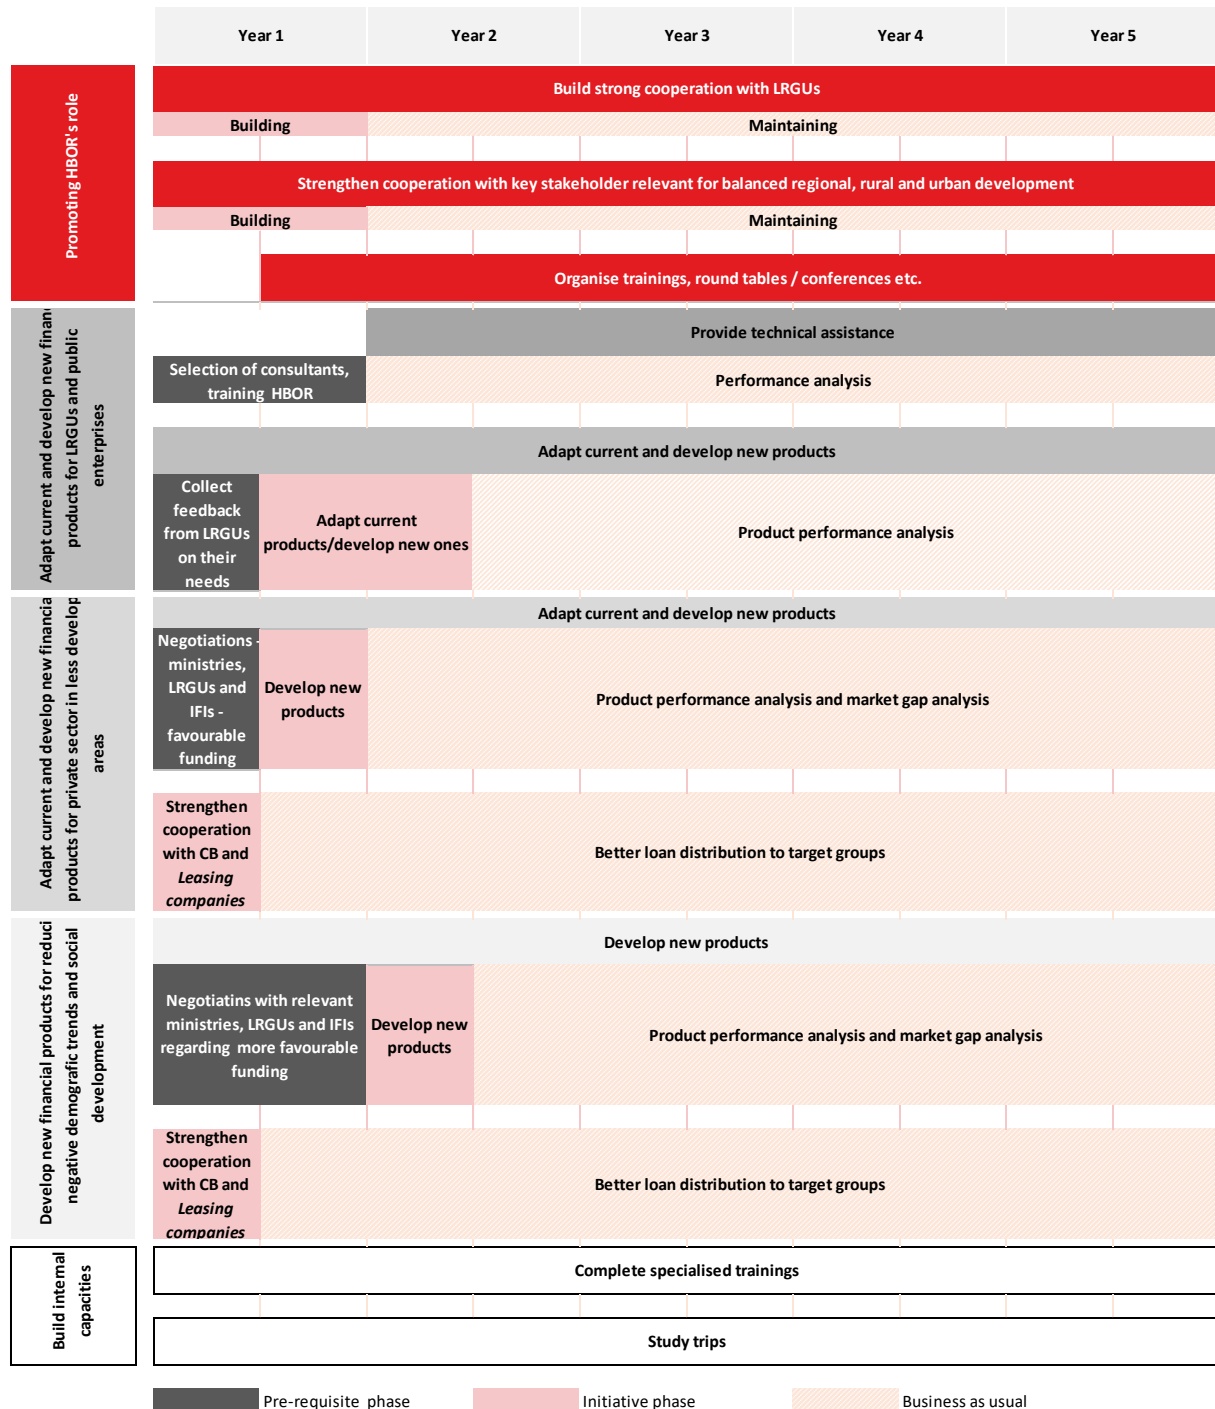 Year 1
Year 2
Year 3
Year 4
Year 5
Promoting HBOR's role
Build strong cooperation with LRGUs
Building
Maintaining
Strengthen cooperation with key stakeholder relevant for balanced regional, rural and urban development
Building
Maintaining
Organise trainings, round tables / conferences etc.
Adapt current and develop new finan
products for LRGUs and public
enterprises
Provide technical assistance
Selection of consultants,
training HBOR
Performance analysis
Adapt current and develop new products
Collect
feedback
from LRGUs
on their
needs
Adapt current
products/develop new ones
Product performance analysis
Adapt current and develop new financia
products for private sector in less develop
areas
Adapt current and develop new products
Negotiations -
ministries,
LRGUs and
IFIs -
favourable
funding
Develop new
products
Product performance analysis and market gap analysis
Strengthen
cooperation
with CB and
Leasing
companies
Better loan distribution to target groups
Develop new financial products for reduci
negative demografic trends and social
development
Develop new products
Negotiatins with relevant
ministries, LRGUs and IFIs
regarding more favourable
funding
Develop new
products
Product performance analysis and market gap analysis
Strengthen
cooperation
with CB and
Leasing
companies
Better loan distribution to target groups
Build internal
capacities
Complete specialised trainings
Study trips
Pre-requisite phase
Initiative phase
Business as usual